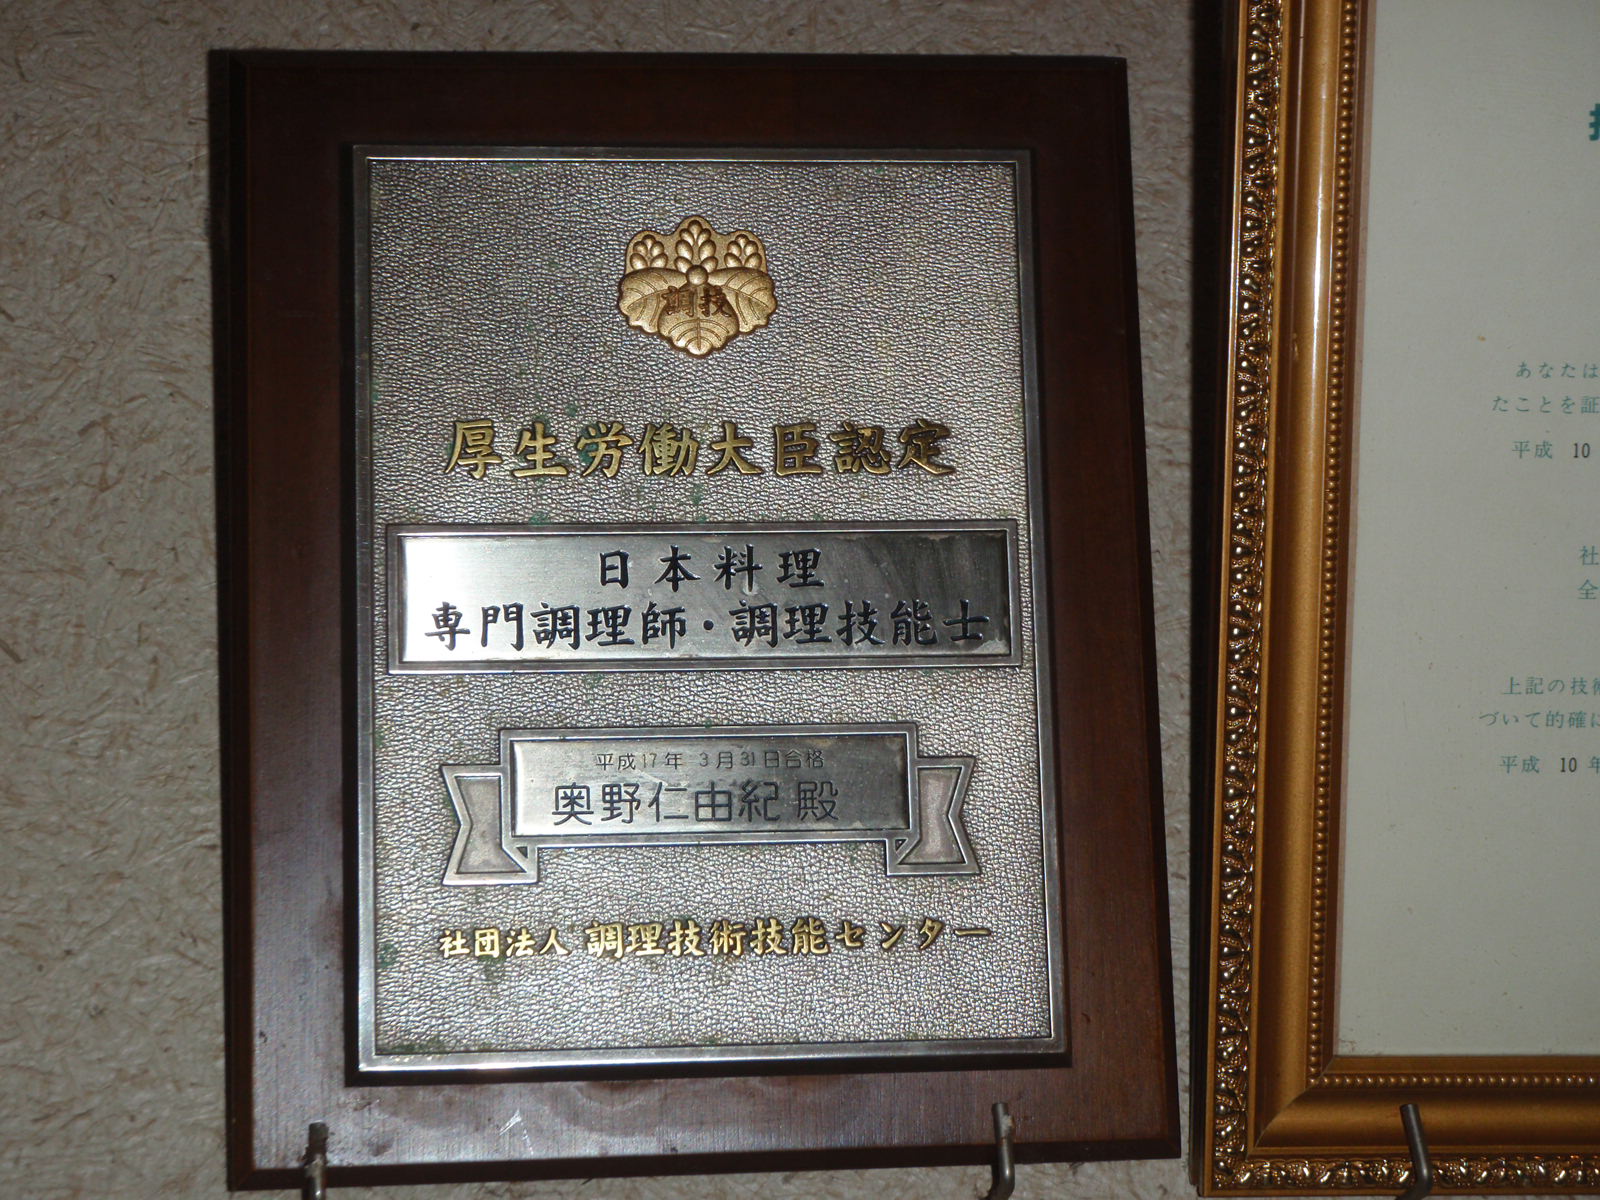 調技
厚生労働大臣認定
日本料理
専門調理師・調理技能士
平成17年 3月31日合格
奥野仁由紀 殿
社団法人 調理技術技能センター
あなたは
たことを証
平成 10
社
全
上記の技術
づいて的確に
平成 10 年